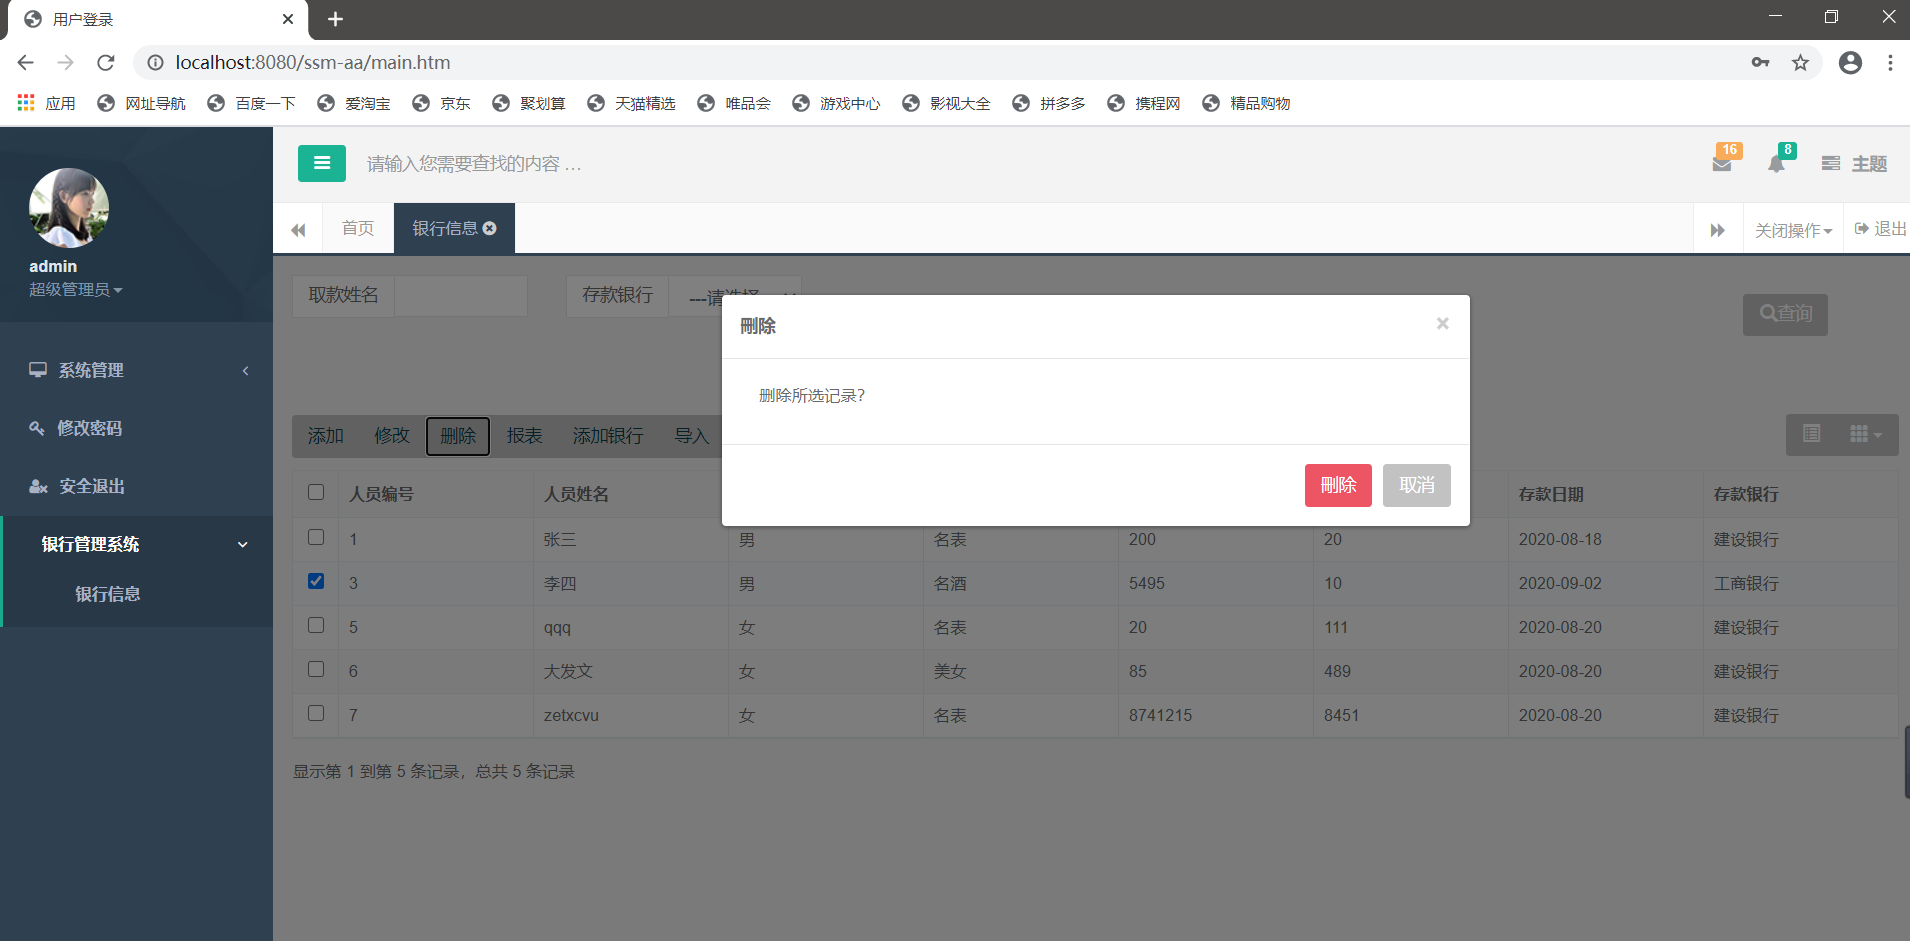 用户登录
localhost:8080/ssm-aa/main.htm
应用 网址导航 百度一下 爱淘宝 京东 聚划算 天猫精选 唯品会 游戏中心 影视大全 拼多多 携程网 精品购物
admin
超级管理员
系统管理
修改密码
安全退出
银行管理系统
银行信息
请输入您需要查找的内容 …
16
8
主题
首页
银行信息
关闭操作
退出
取款姓名
存款银行
---请选择
查询
删除
×
删除所选记录?
删除 取消
添加 修改 删除 报表 添加银行 导入
人员编号 人员姓名 存款日期 存款银行
1 张三 男 名表 200 20 2020-08-18 建设银行
3 李四 男 名酒 5495 10 2020-09-02 工商银行
5 qqq 女 名表 20 111 2020-08-20 建设银行
6 大发文 女 美女 85 489 2020-08-20 建设银行
7 zetxcvu 女 名表 8741215 8451 2020-08-20 建设银行
显示第 1 到第 5 条记录，总共 5 条记录